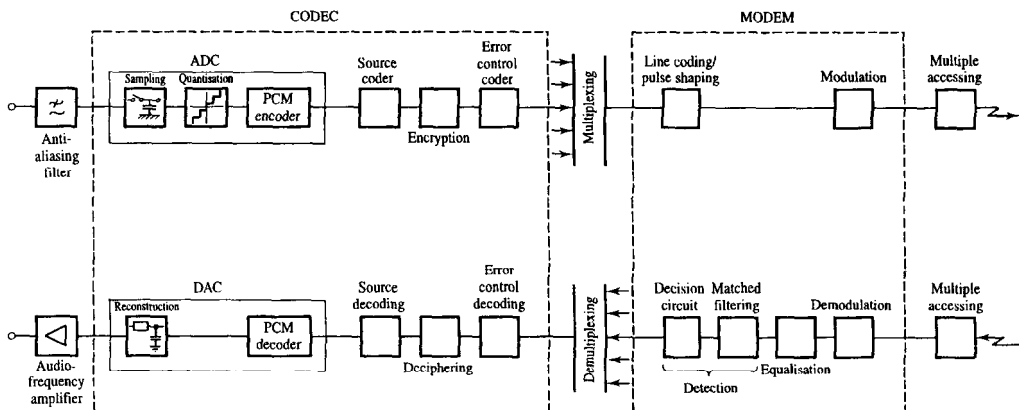 CODEC
MODEM
ADC
Sampling
Quantisation
PCM
encoder
Source
coder
Encryption
Error
control
coder
Multiplexing
Line coding/
pulse shaping
Modulation
Multiple
accessing
Anti-
aliasing
filter
DAC
Reconstruction
PCM
decoder
Source
decoding
Deciphering
Error
control
decoding
Demultiplexing
Decision
circuit
Matched
filtering
Detection
Equalisation
Demodulation
Multiple
accessing
Audio-
frequency
amplifier